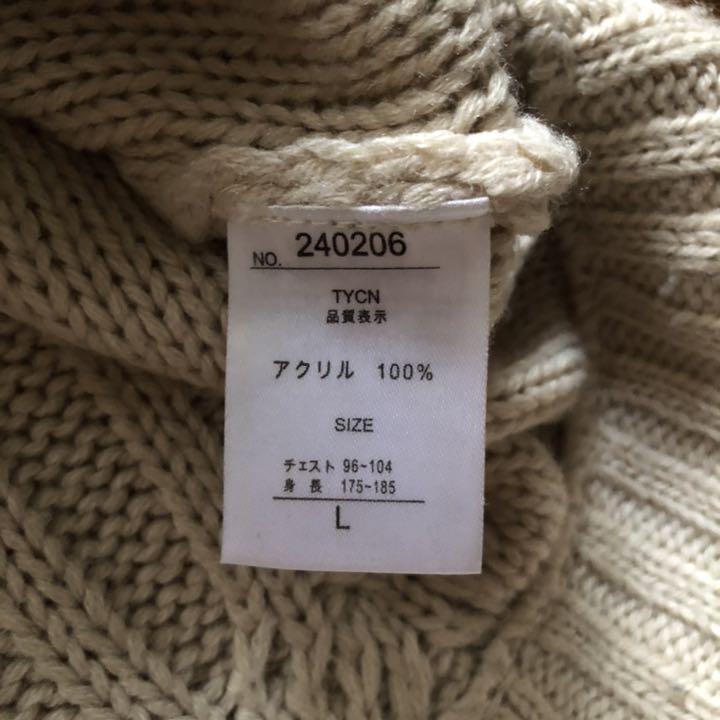 NO. 240206
TYCN
品質表示
アクリル 100%
SIZE
チェスト 96~104
身 長 175~185
L